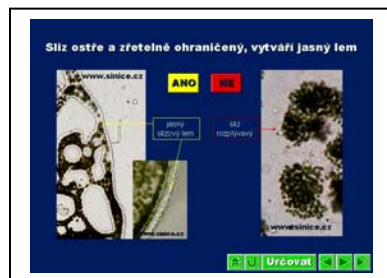 Sliz ostře a zřetelně ohraničený, vytváří jasný lem
www.sinice.cz
ANO
NE
jasný
slizový lem
sliz
rozplývavý
www.sinice.cz
www.sinice.cz
Určovat